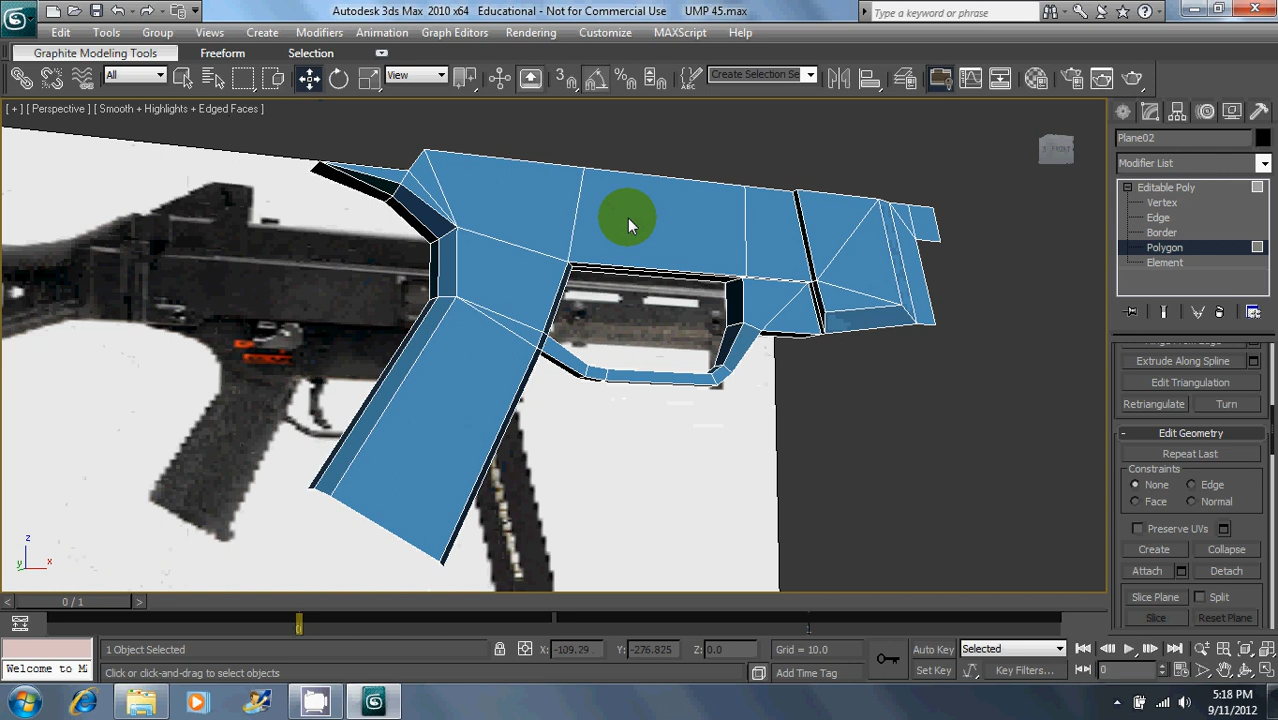 Autodesk 3ds Max 2010 x64 Educational - Not for Commercial Use UMP 45.max
Type a keyword or phrase
Edit Tools Group Views Create Modifiers Animation Graph Editors Rendering Customize MAXScript Help
Graphite Modeling Tools Freeform Selection
All View 3 Create Selection Se
[ + ] [ Perspective ] [ Smooth + Highlights + Edged Faces ]
FRONT
Plane02
Modifier List
Editable Poly
Vertex
Edge
Border
Polygon
Element
Extrude Along Spline
Edit Triangulation
Retriangulate Turn
- Edit Geometry
Repeat Last
Constraints
None Edge
Face Normal
Preserve UVs
Create Collapse
Attach Detach
Slice Plane Split
Slice Reset Plane
z
x
y
< 0 / 1 >
1
1 Object Selected X: -109.29 Y: -276.825 Z: 0.0 Grid = 10.0 Auto Key Selected
Welcome to M Click or click-and-drag to select objects Add Time Tag Set Key Key Filters... 0
5:18 PM
9/11/2012